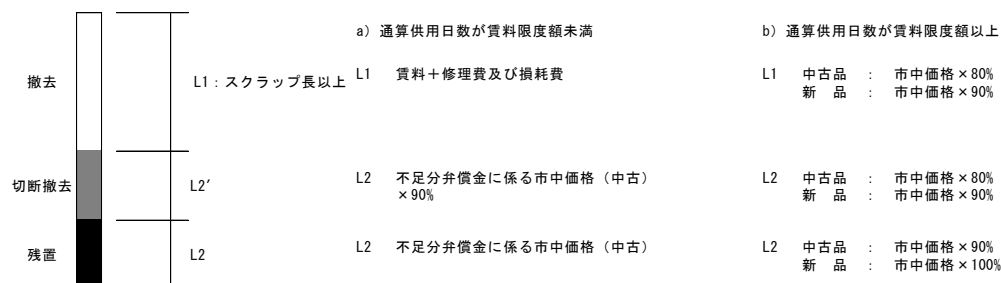 a) 通算供用日数が賃料限度額未満
b) 通算供用日数が賃料限度額以上
撤去
L1：スクラップ長以上
L1 賃料＋修理費及び損耗費
L1 中古品 ： 市中価格×80%
新 品 ： 市中価格×90%
切断撤去
L2′
L2 不足分弁償金に係る市中価格（中古）
×90%
L2 中古品 ： 市中価格×80%
新 品 ： 市中価格×90%
残置
L2
L2 不足分弁償金に係る市中価格（中古）
L2 中古品 ： 市中価格×90%
新 品 ： 市中価格×100%